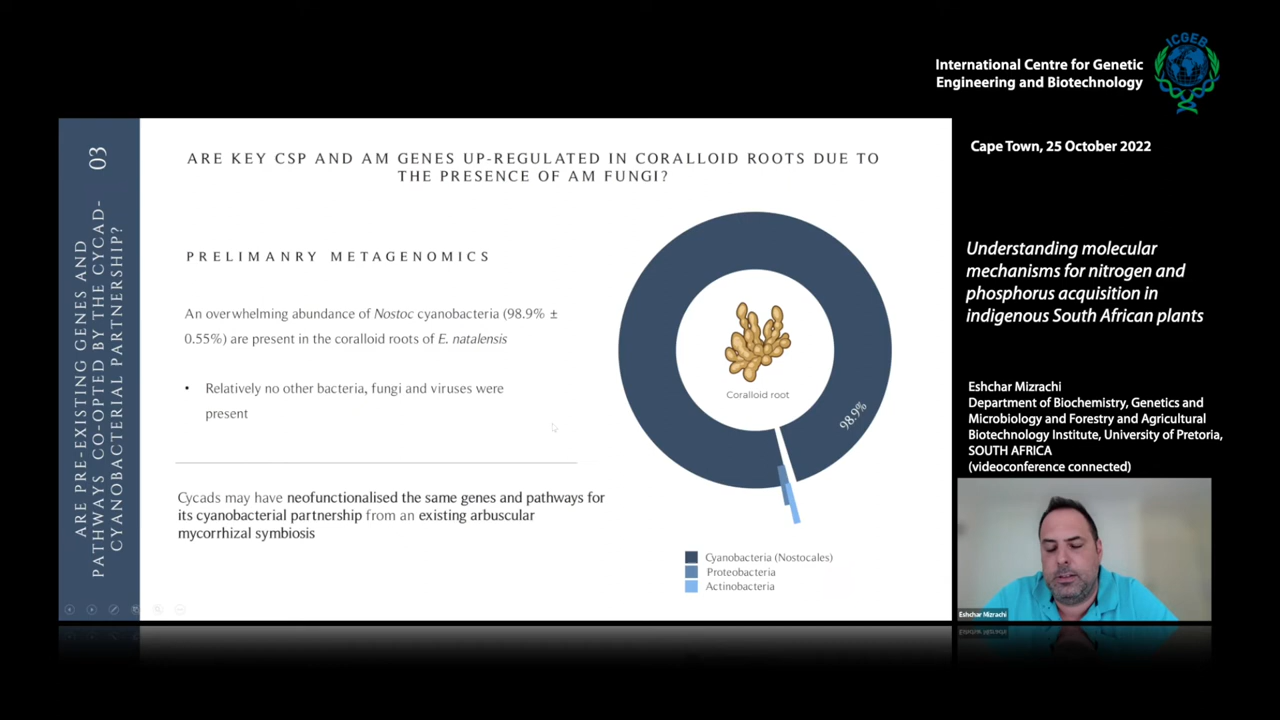 ICGEB
International Centre for Genetic
Engineering and Biotechnology
Cape Town, 25 October 2022
Understanding molecular
mechanisms for nitrogen and
phosphorus acquisition in
indigenous South African plants
Eshchar Mizrachi
Department of Biochemistry, Genetics and
Microbiology and Forestry and Agricultural
Biotechnology Institute, University of Pretoria,
SOUTH AFRICA
(videoconference connected)
Eshchar Mizrachi
03
ARE PRE-EXISTING GENES AND
PATHWAYS CO-OPTED BY THE CYCAD-
CYANOBACTERIAL PARTNERSHIP?
ARE KEY CSP AND AM GENES UP-REGULATED IN CORALLOID ROOTS DUE TO
THE PRESENCE OF AM FUNGI?
PRELIMANRY METAGENOMICS
An overwhelming abundance of Nostoc cyanobacteria (98.9% ±
0.55%) are present in the coralloid roots of E. natalensis
• Relatively no other bacteria, fungi and viruses were
present
Cycads may have neofunctionalised the same genes and pathways for
its cyanobacterial partnership from an existing arbuscular
mycorrhizal symbiosis
Coralloid root
98.9%
Cyanobacteria (Nostocales)
Proteobacteria
Actinobacteria